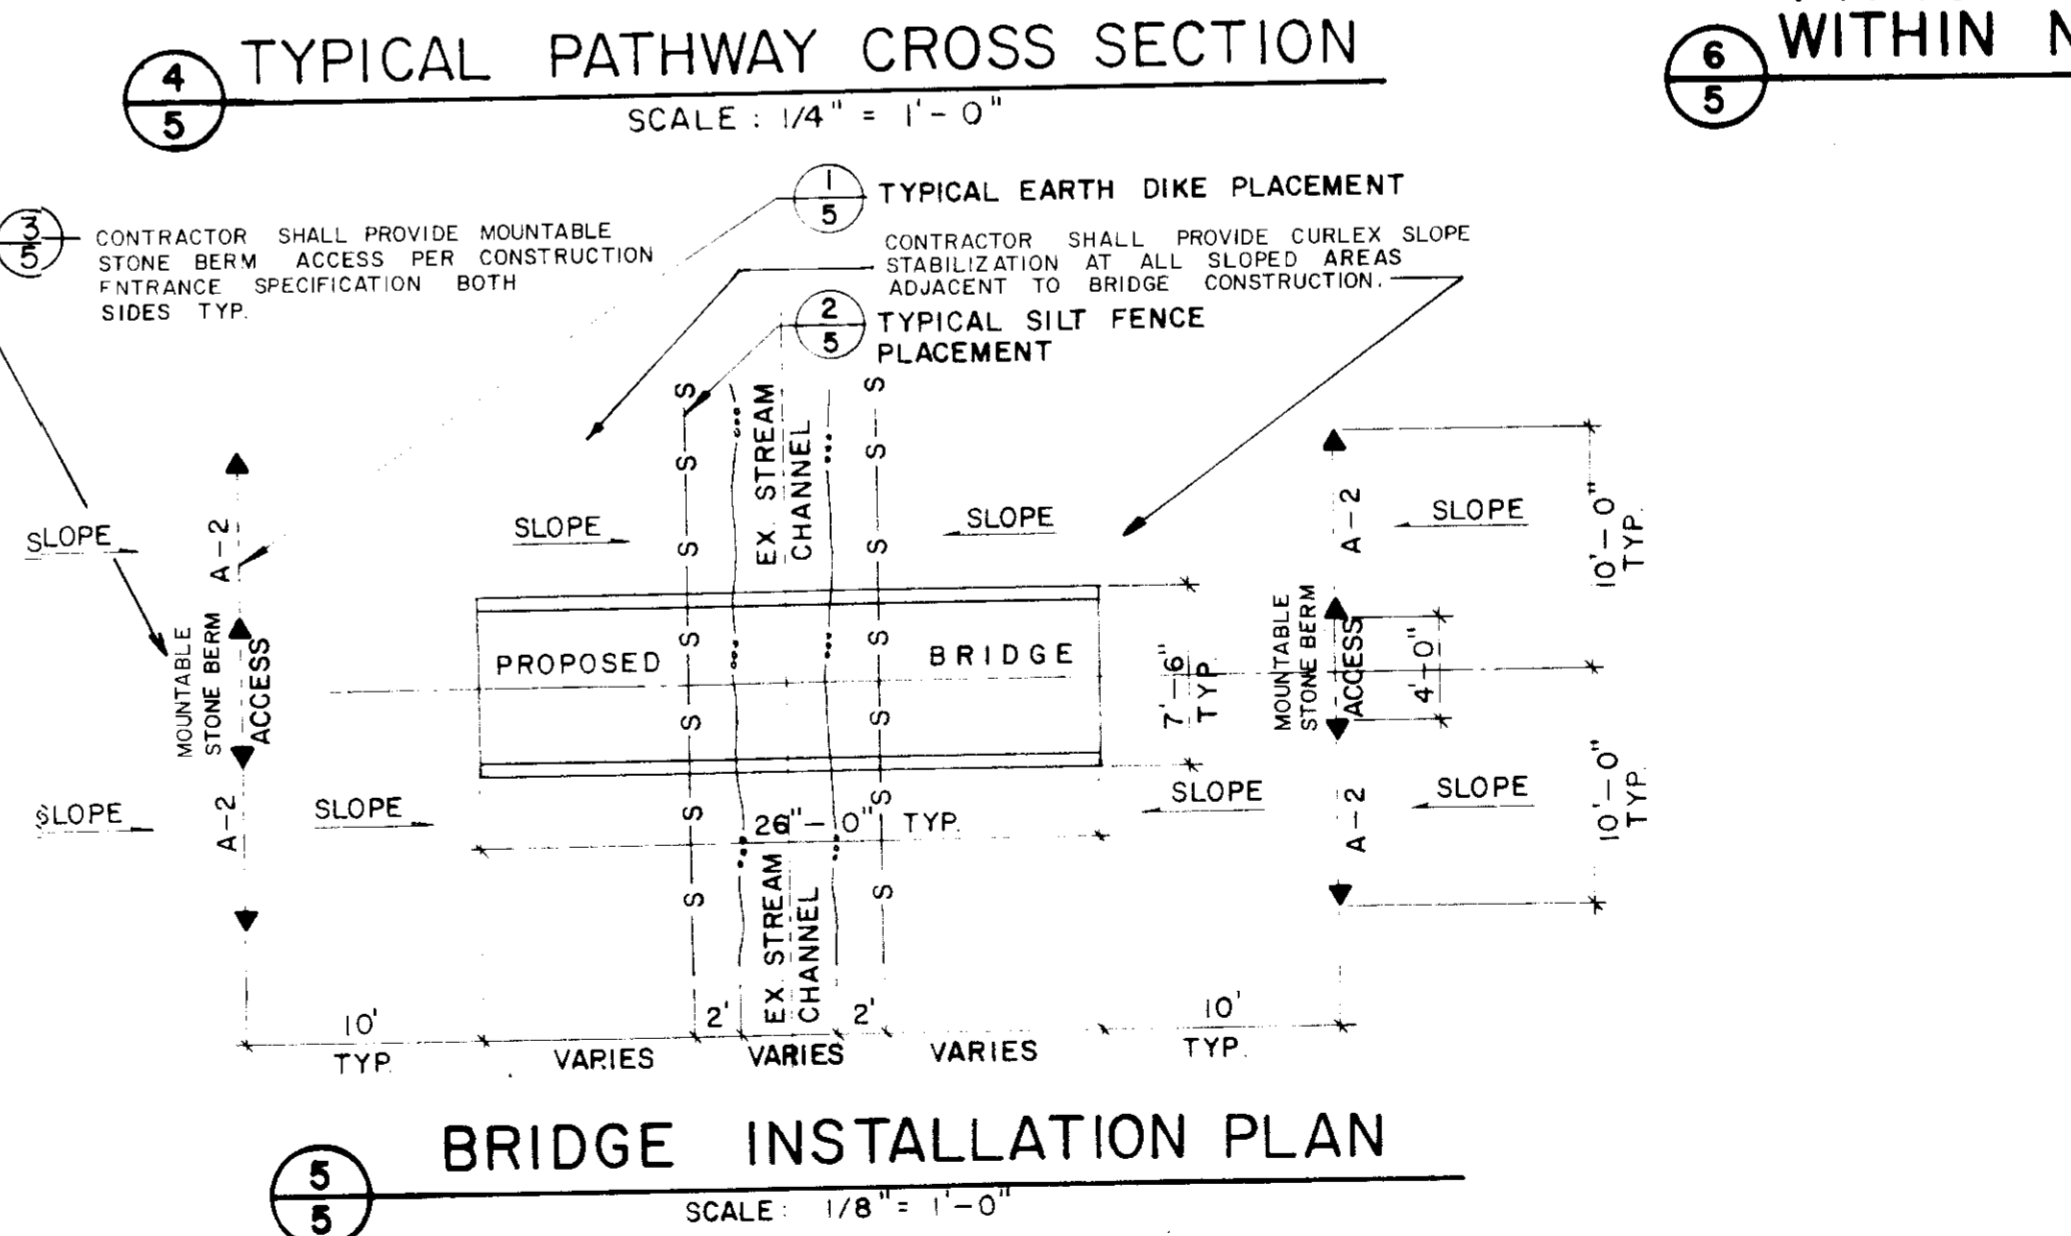 4
5
TYPICAL PATHWAY CROSS SECTION
SCALE : 1/4" = 1'-0"
6
5
WITHIN
3
5
CONTRACTOR SHALL PROVIDE MOUNTABLE
STONE BERM ACCESS PER CONSTRUCTION
ENTRANCE SPECIFICATION BOTH
SIDES TYP.
1
5
TYPICAL EARTH DIKE PLACEMENT
CONTRACTOR SHALL PROVIDE CURLEX SLOPE
STABILIZATION AT ALL SLOPED AREAS
ADJACENT TO BRIDGE CONSTRUCTION.
2
5
TYPICAL SILT FENCE
PLACEMENT
S
S
S
S
S
S
S
S
S
S
S
S
S
S
EX. STREAM
CHANNEL
SLOPE
SLOPE
SLOPE
SLOPE
A-2
A-2
10'-0"
TYP.
MOUNTABLE
STONE BERM
ACCESS
PROPOSED BRIDGE
7'-6"
TYP.
MOUNTABLE
STONE BERM
ACCESS
4'-0"
SLOPE
SLOPE
SLOPE
SLOPE
A-2
A-2
10'-0"
TYP.
26'-0" TYP.
EX. STREAM
CHANNEL
10'
TYP.
VARIES
2'
VARIES
2'
VARIES
10'
TYP.
5
5
BRIDGE INSTALLATION PLAN
SCALE: 1/8"= 1'-0"